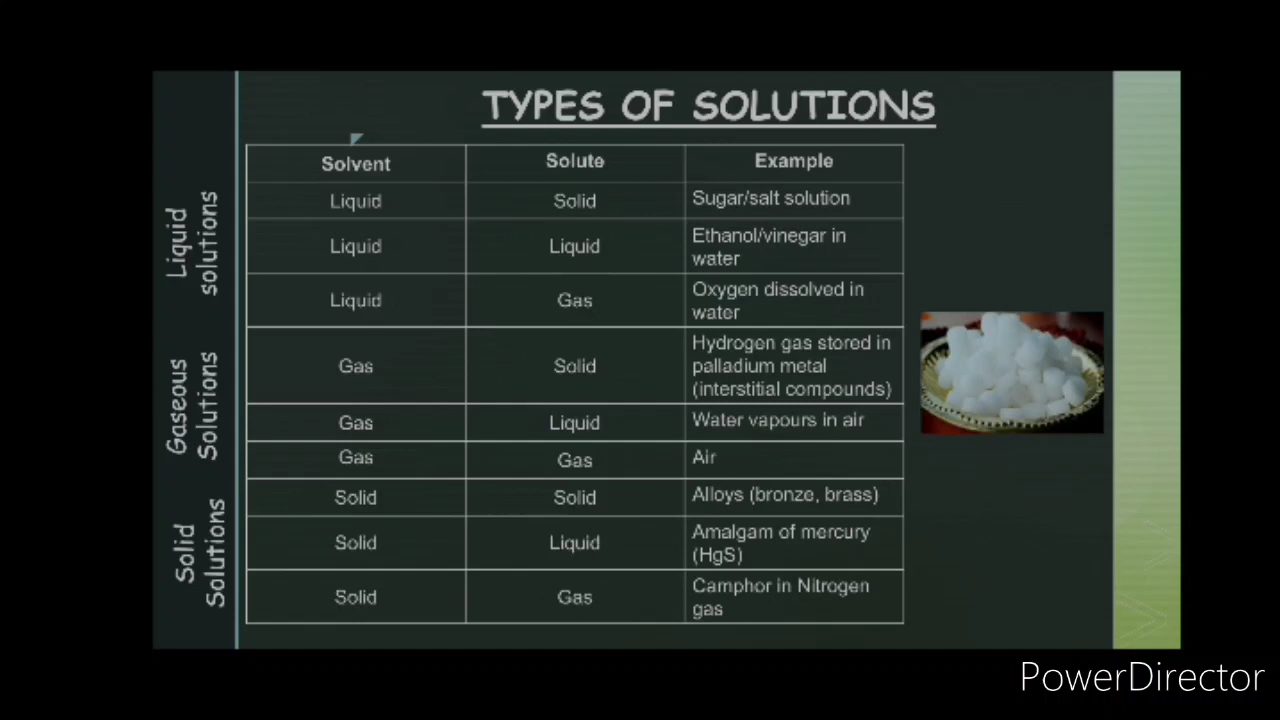 TYPES OF SOLUTIONS
Solvent Solute Example
Liquid
solutions
Liquid Solid Sugar/salt solution
Liquid Liquid Ethanol/vinegar in
water
Liquid Gas Oxygen dissolved in
water
Gaseous
Solutions
Gas Solid Hydrogen gas stored in
palladium metal
(interstitial compounds)
Gas Liquid Water vapours in air
Gas Gas Air
Solid
Solutions
Solid Solid Alloys (bronze, brass)
Solid Liquid Amalgam of mercury
(HgS)
Solid Gas Camphor in Nitrogen
gas
PowerDirector